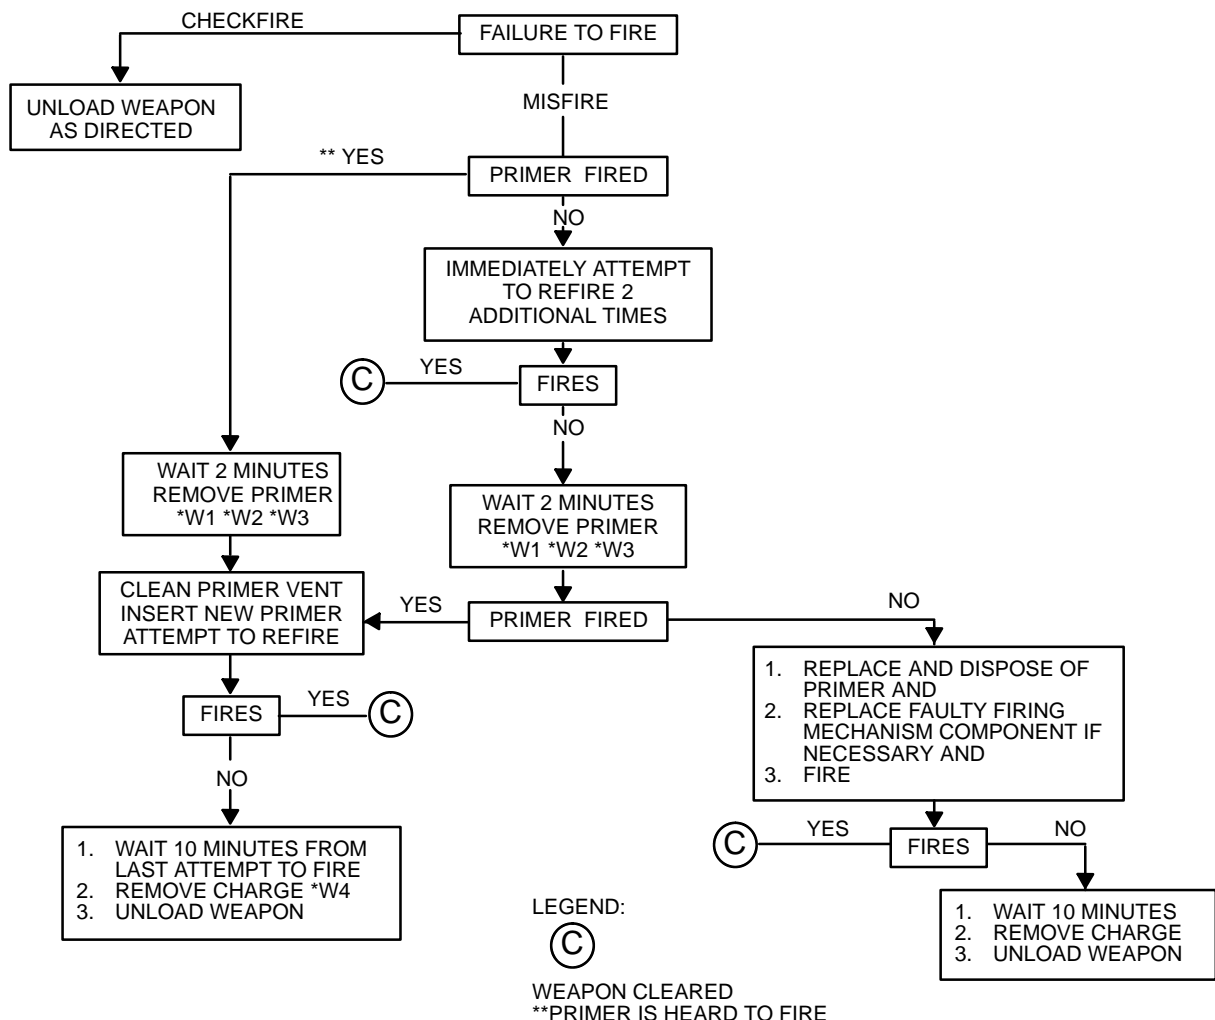 CHECKFIRE
FAILURE TO FIRE
UNLOAD WEAPON
AS DIRECTED
MISFIRE
** YES
PRIMER FIRED
NO
IMMEDIATELY ATTEMPT
TO REFIRE 2
ADDITIONAL TIMES
C
YES
FIRES
NO
WAIT 2 MINUTES
REMOVE PRIMER
*W1 *W2 *W3
WAIT 2 MINUTES
REMOVE PRIMER
*W1 *W2 *W3
CLEAN PRIMER VENT
INSERT NEW PRIMER
ATTEMPT TO REFIRE
YES
PRIMER FIRED
NO
FIRES
YES
C
1. REPLACE AND DISPOSE OF
PRIMER AND
2. REPLACE FAULTY FIRING
MECHANISM COMPONENT IF
NECESSARY AND
3. FIRE
NO
C
YES
FIRES
NO
1. WAIT 10 MINUTES FROM
LAST ATTEMPT TO FIRE
2. REMOVE CHARGE *W4
3. UNLOAD WEAPON
1. WAIT 10 MINUTES
2. REMOVE CHARGE
3. UNLOAD WEAPON
LEGEND:
C
WEAPON CLEARED
**PRIMER IS HEARD TO FIRE